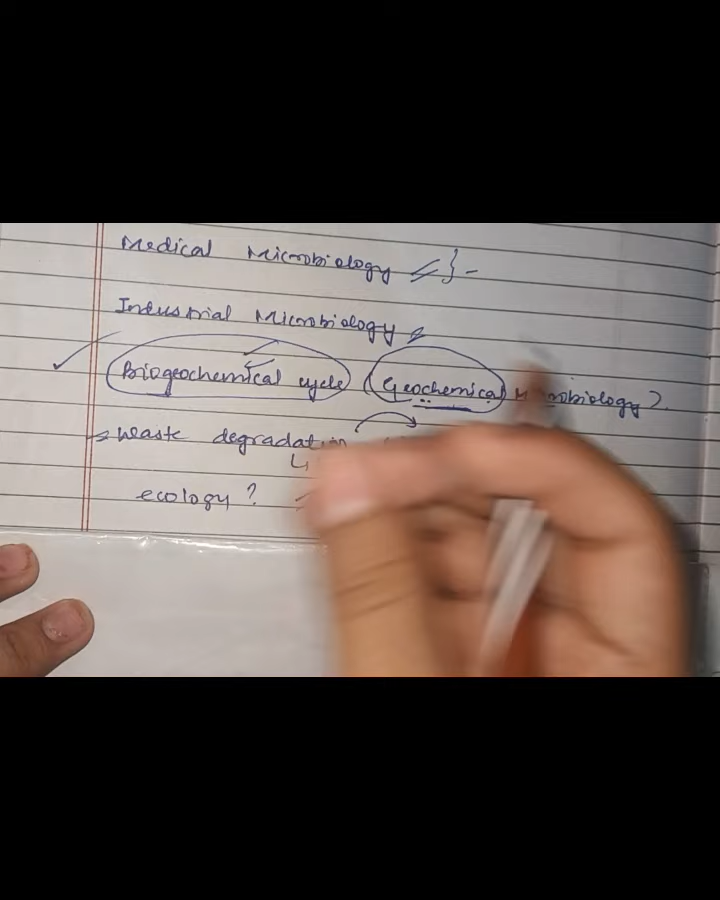 Medical Microbiology
Industrial Microbiology
Biogeochemical cycle (Geochemical Microbiology).
Waste degradation
ecology ?